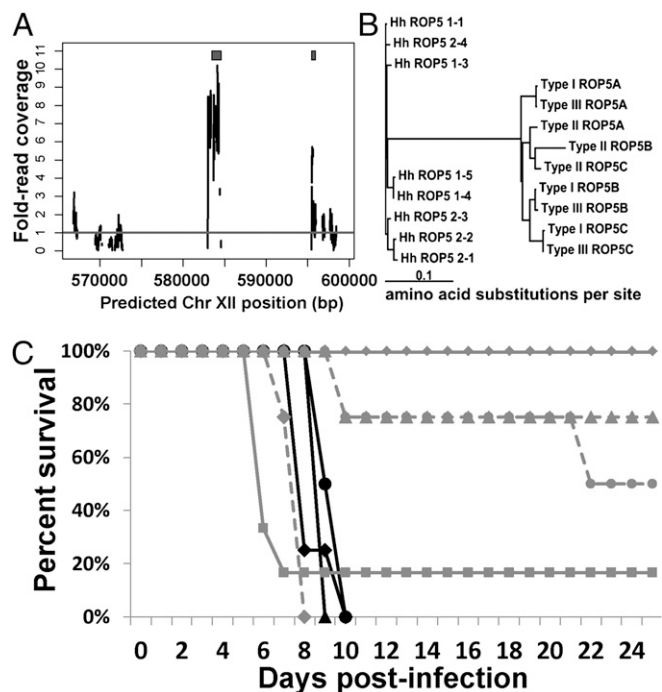 A
Fold-read coverage
11
10
9
8
7
6
5
4
3
2
1
0
570000 580000 590000 600000
Predicted Chr XII position (bp)
B
Hh ROP5 1-1
Hh ROP5 2-4
Hh ROP5 1-3
Hh ROP5 1-5
Hh ROP5 1-4
Hh ROP5 2-3
Hh ROP5 2-2
Hh ROP5 2-1
Type I ROP5A
Type III ROP5A
Type II ROP5A
Type II ROP5B
Type II ROP5C
Type I ROP5B
Type III ROP5B
Type I ROP5C
Type III ROP5C
0.1
amino acid substitutions per site
C
Percent survival
100%
80%
60%
40%
20%
0%
0 2 4 6 8 10 12 14 16 18 20 22 24
Days post-infection